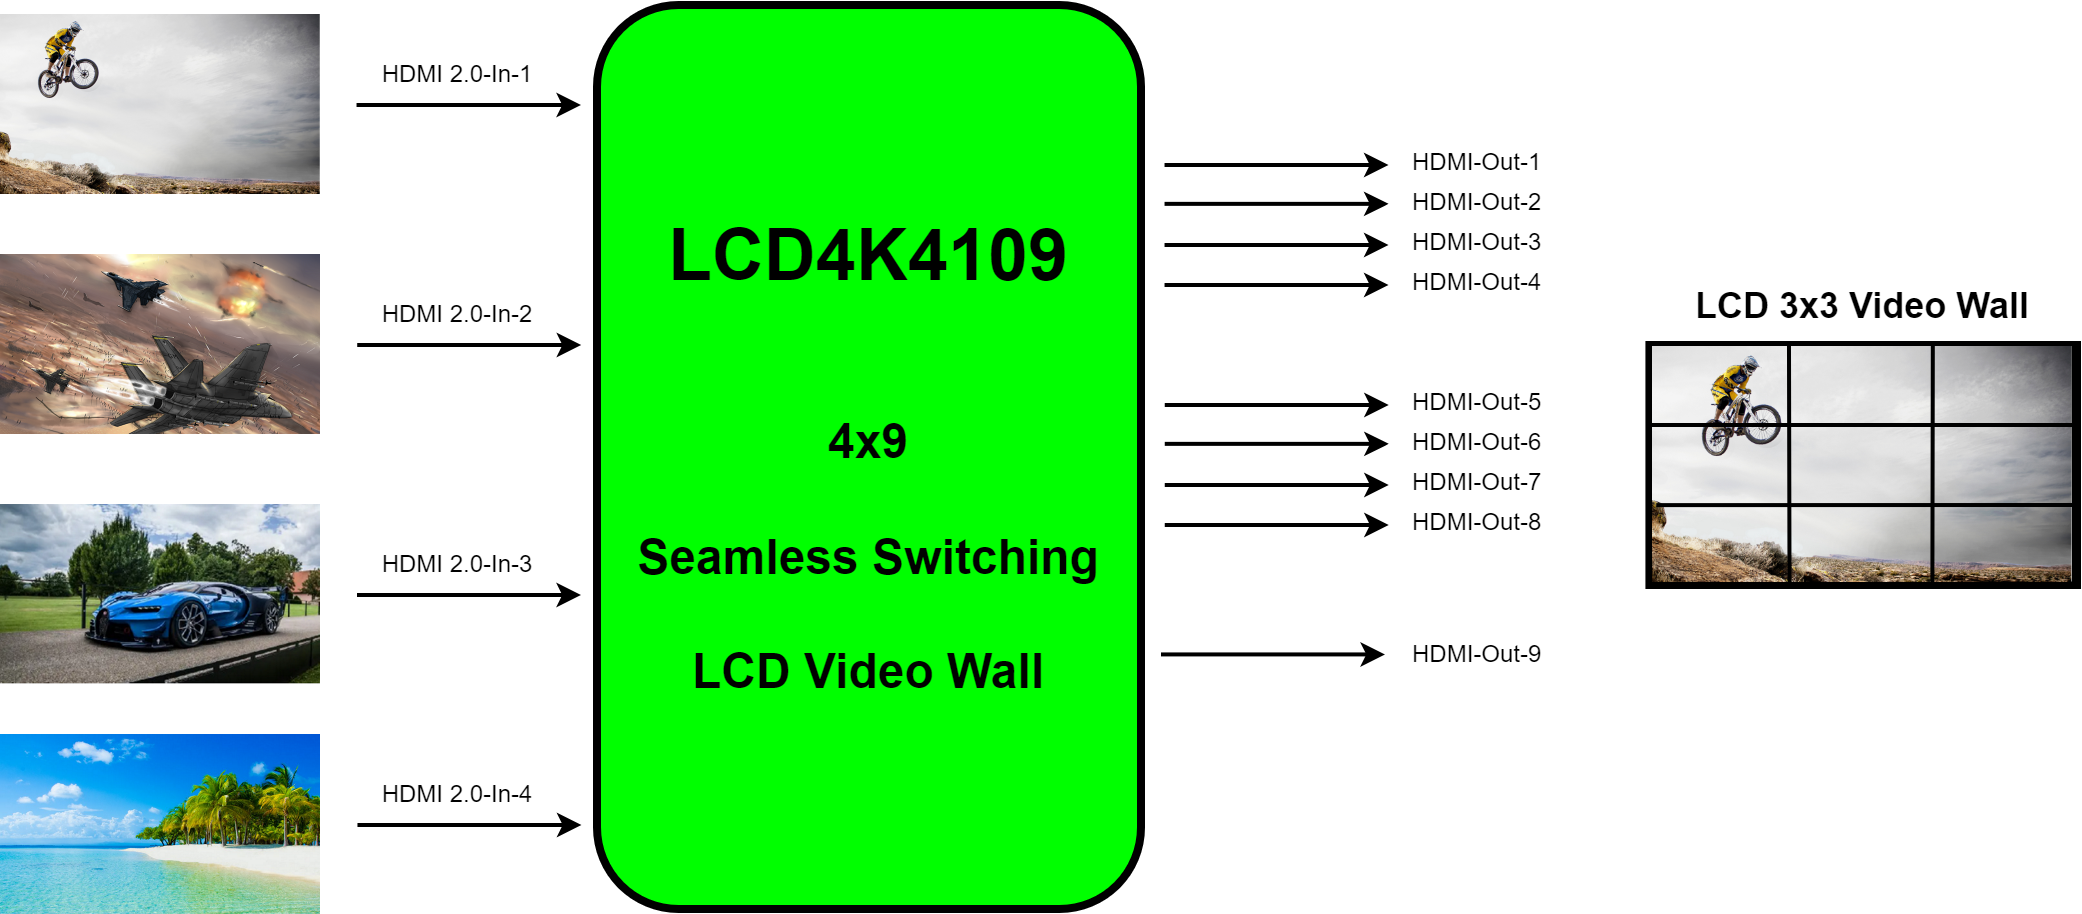 HDMI 2.0-In-1
HDMI 2.0-In-2
HDMI 2.0-In-3
HDMI 2.0-In-4
LCD4K4109
4x9
Seamless Switching
LCD Video Wall
HDMI-Out-1
HDMI-Out-2
HDMI-Out-3
HDMI-Out-4
HDMI-Out-5
HDMI-Out-6
HDMI-Out-7
HDMI-Out-8
HDMI-Out-9
LCD 3x3 Video Wall